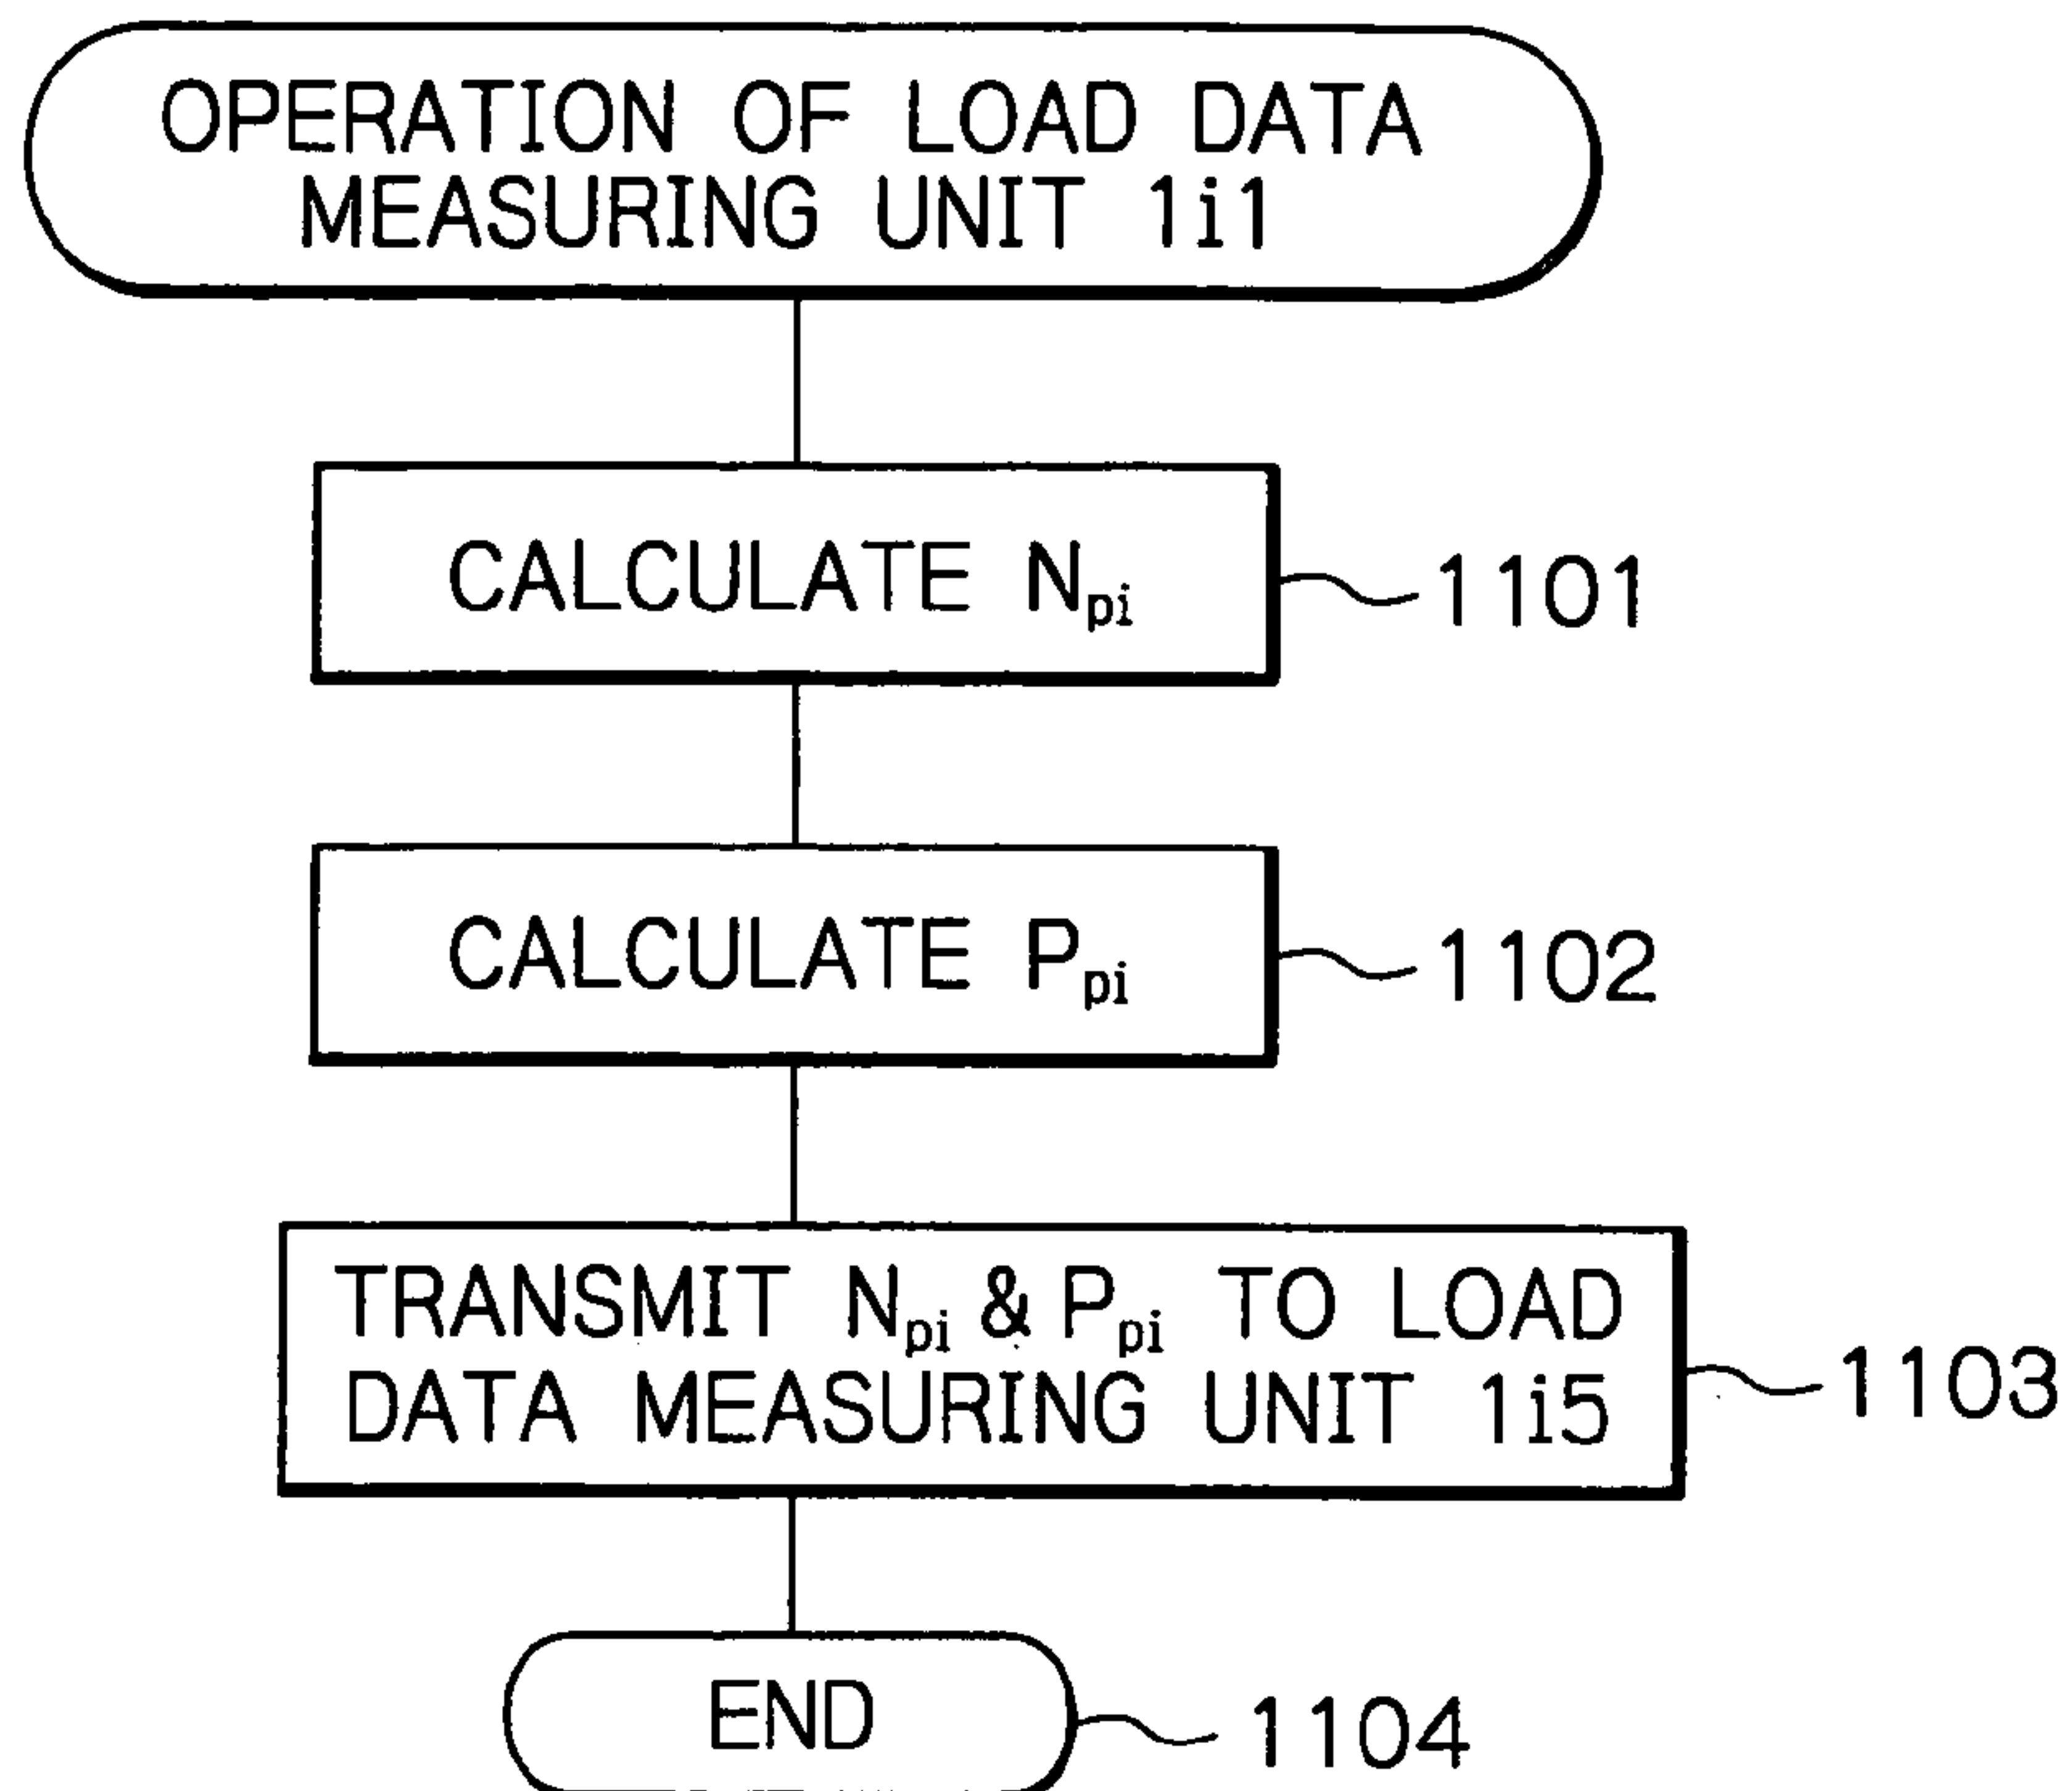 OPERATION OF LOAD DATA
MEASURING UNIT 1i1
CALCULATE Npi
1101
CALCULATE Ppi
1102
TRANSMIT Npi & Ppi TO LOAD
DATA MEASURING UNIT 1i5
1103
END
1104